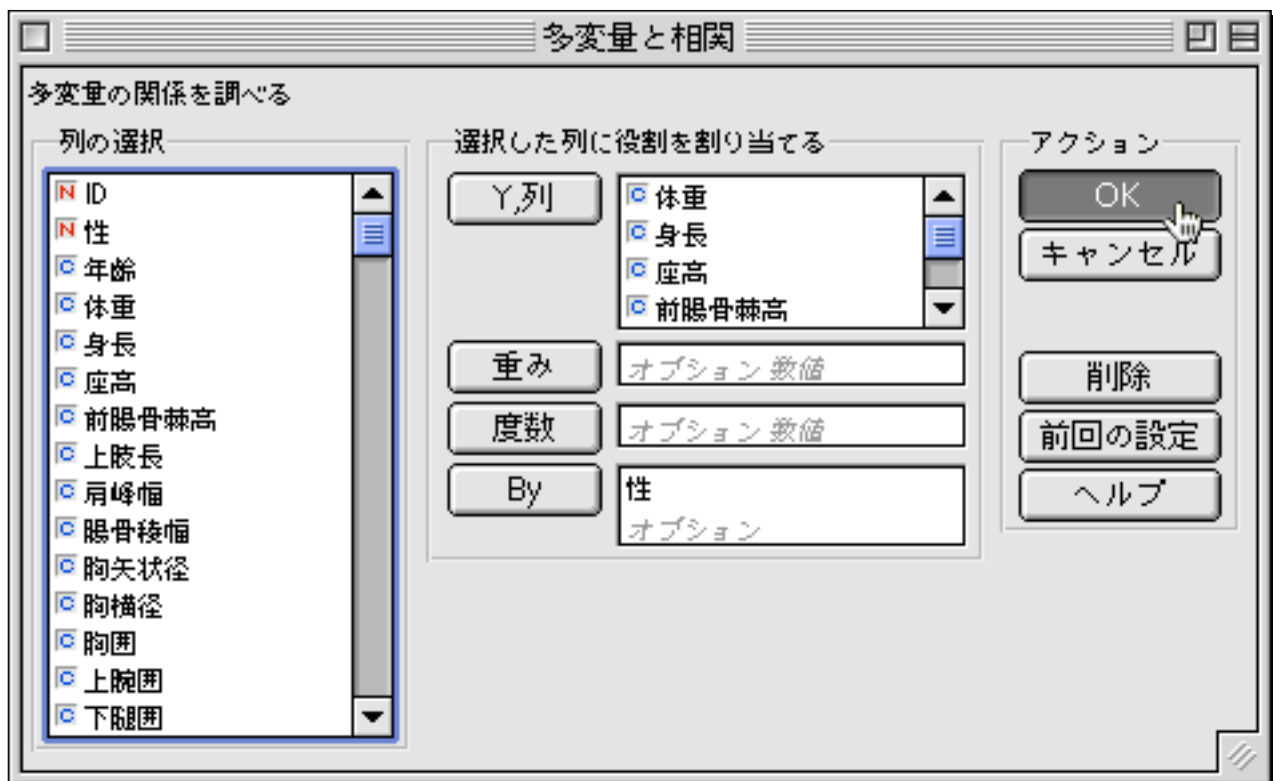 多変量と相関
多変量の関係を調べる
列の選択
N ID
N 性
C 年齢
C 体重
C 身長
C 座高
C 前腸骨棘高
C 上肢長
C 肩峰幅
C 腸骨稜幅
C 胸矢状径
C 胸横径
C 胸囲
C 上腕囲
C 下腿囲
選択した列に役割を割り当てる
Y,列
C 体重
C 身長
C 座高
C 前腸骨棘高
重み
オプション 数値
度数
オプション 数値
By
性
オプション
アクション
OK
キャンセル
削除
前回の設定
ヘルプ